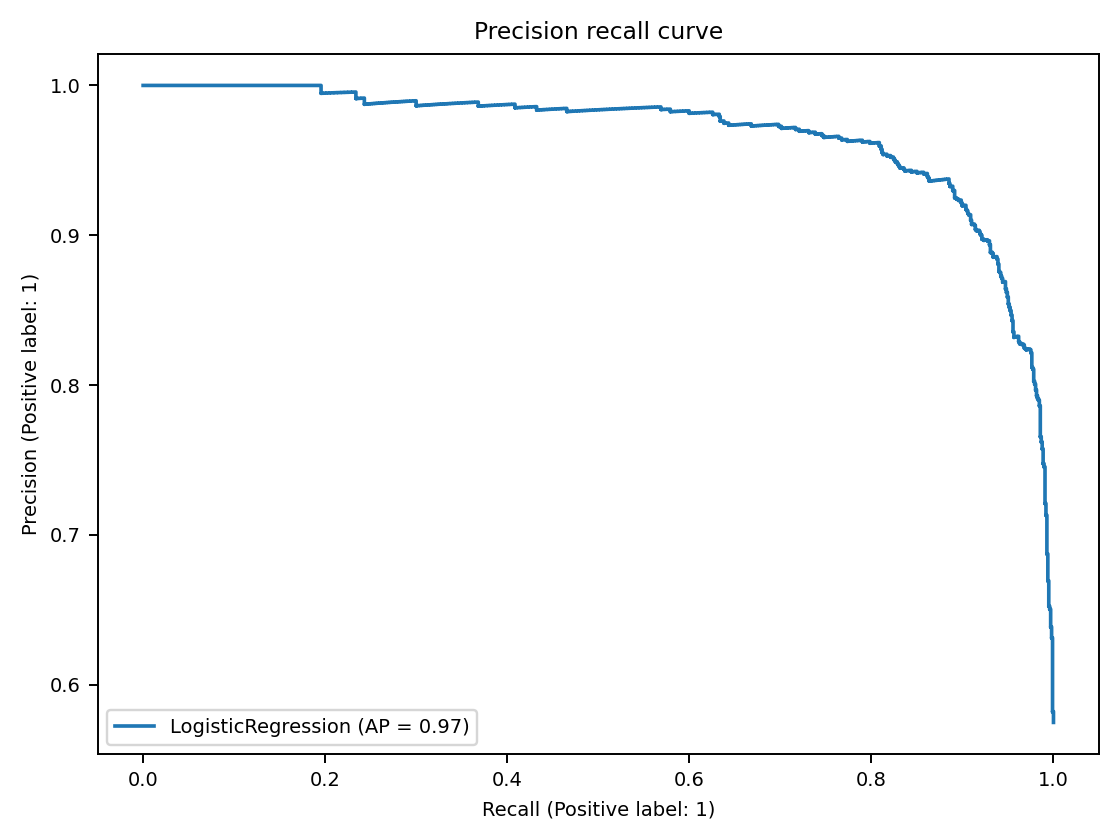 Precision recall curve
1.0
0.9
0.8
0.7
0.6
Precision (Positive label: 1)
LogisticRegression (AP = 0.97)
0.0 0.2 0.4 0.6 0.8 1.0
Recall (Positive label: 1)